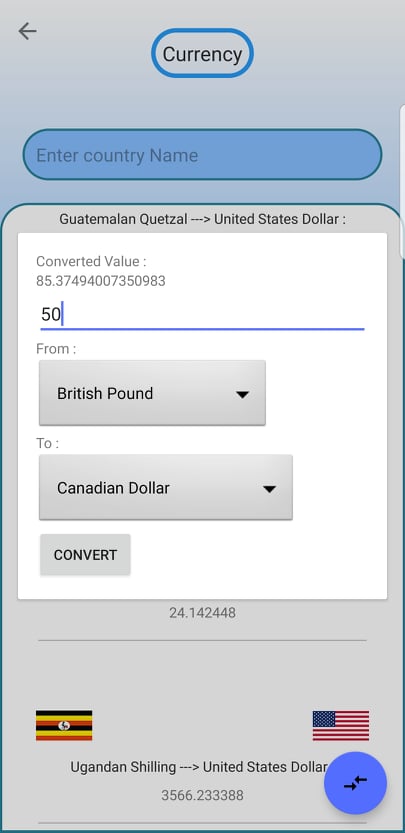 Currency
Enter country Name
Guatemalan Quetzal ---> United States Dollar :
Converted Value :
85.37494007350983
50
From :
British Pound
To :
Canadian Dollar
CONVERT
24.142448
Ugandan Shilling ---> United States Dollar
3566.233388